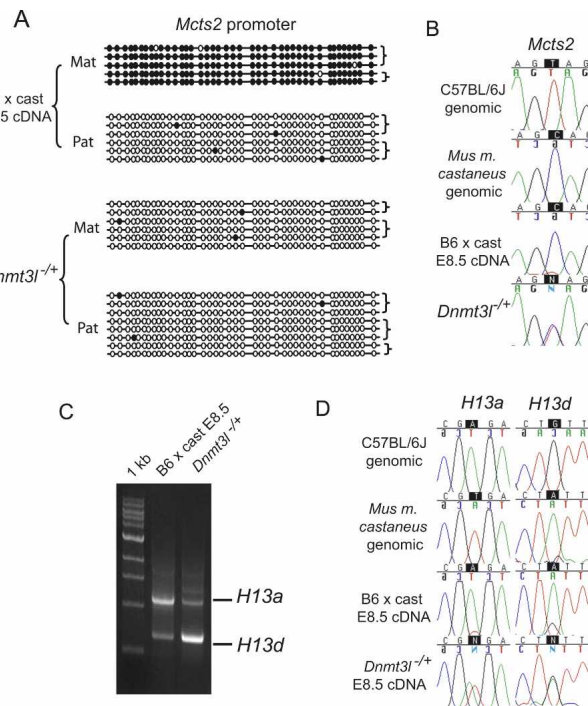 A
Mcts2 promoter
Mat
x cast
.5 cDNA
Pat
Mat
nmt3l -/+
Pat
B
Mcts2
A G T A G
A G T A G
C57BL/6J
genomic
A G C A G
T C G T C
Mus m.
castaneus
genomic
A G C A G
T C G T C
B6 x cast
E8.5 cDNA
A G N A G
A G N A G
Dnmt3l -/+
C
1 kb
B6 x cast E8.5
Dnmt3l -/+
H13a
H13d
D
H13a
H13d
C G A G A
C T G T T
G C T C T
G A C A A
C57BL/6J
genomic
C G T G A
C T A T T
G C A C T
C T A T T
Mus m.
castaneus
genomic
C G A G A
C T A T T
G C T C T
C T A T T
B6 x cast
E8.5 cDNA
C G N G A
C T N T T
G C N C T
C T N T T
Dnmt3l -/+
E8.5 cDNA